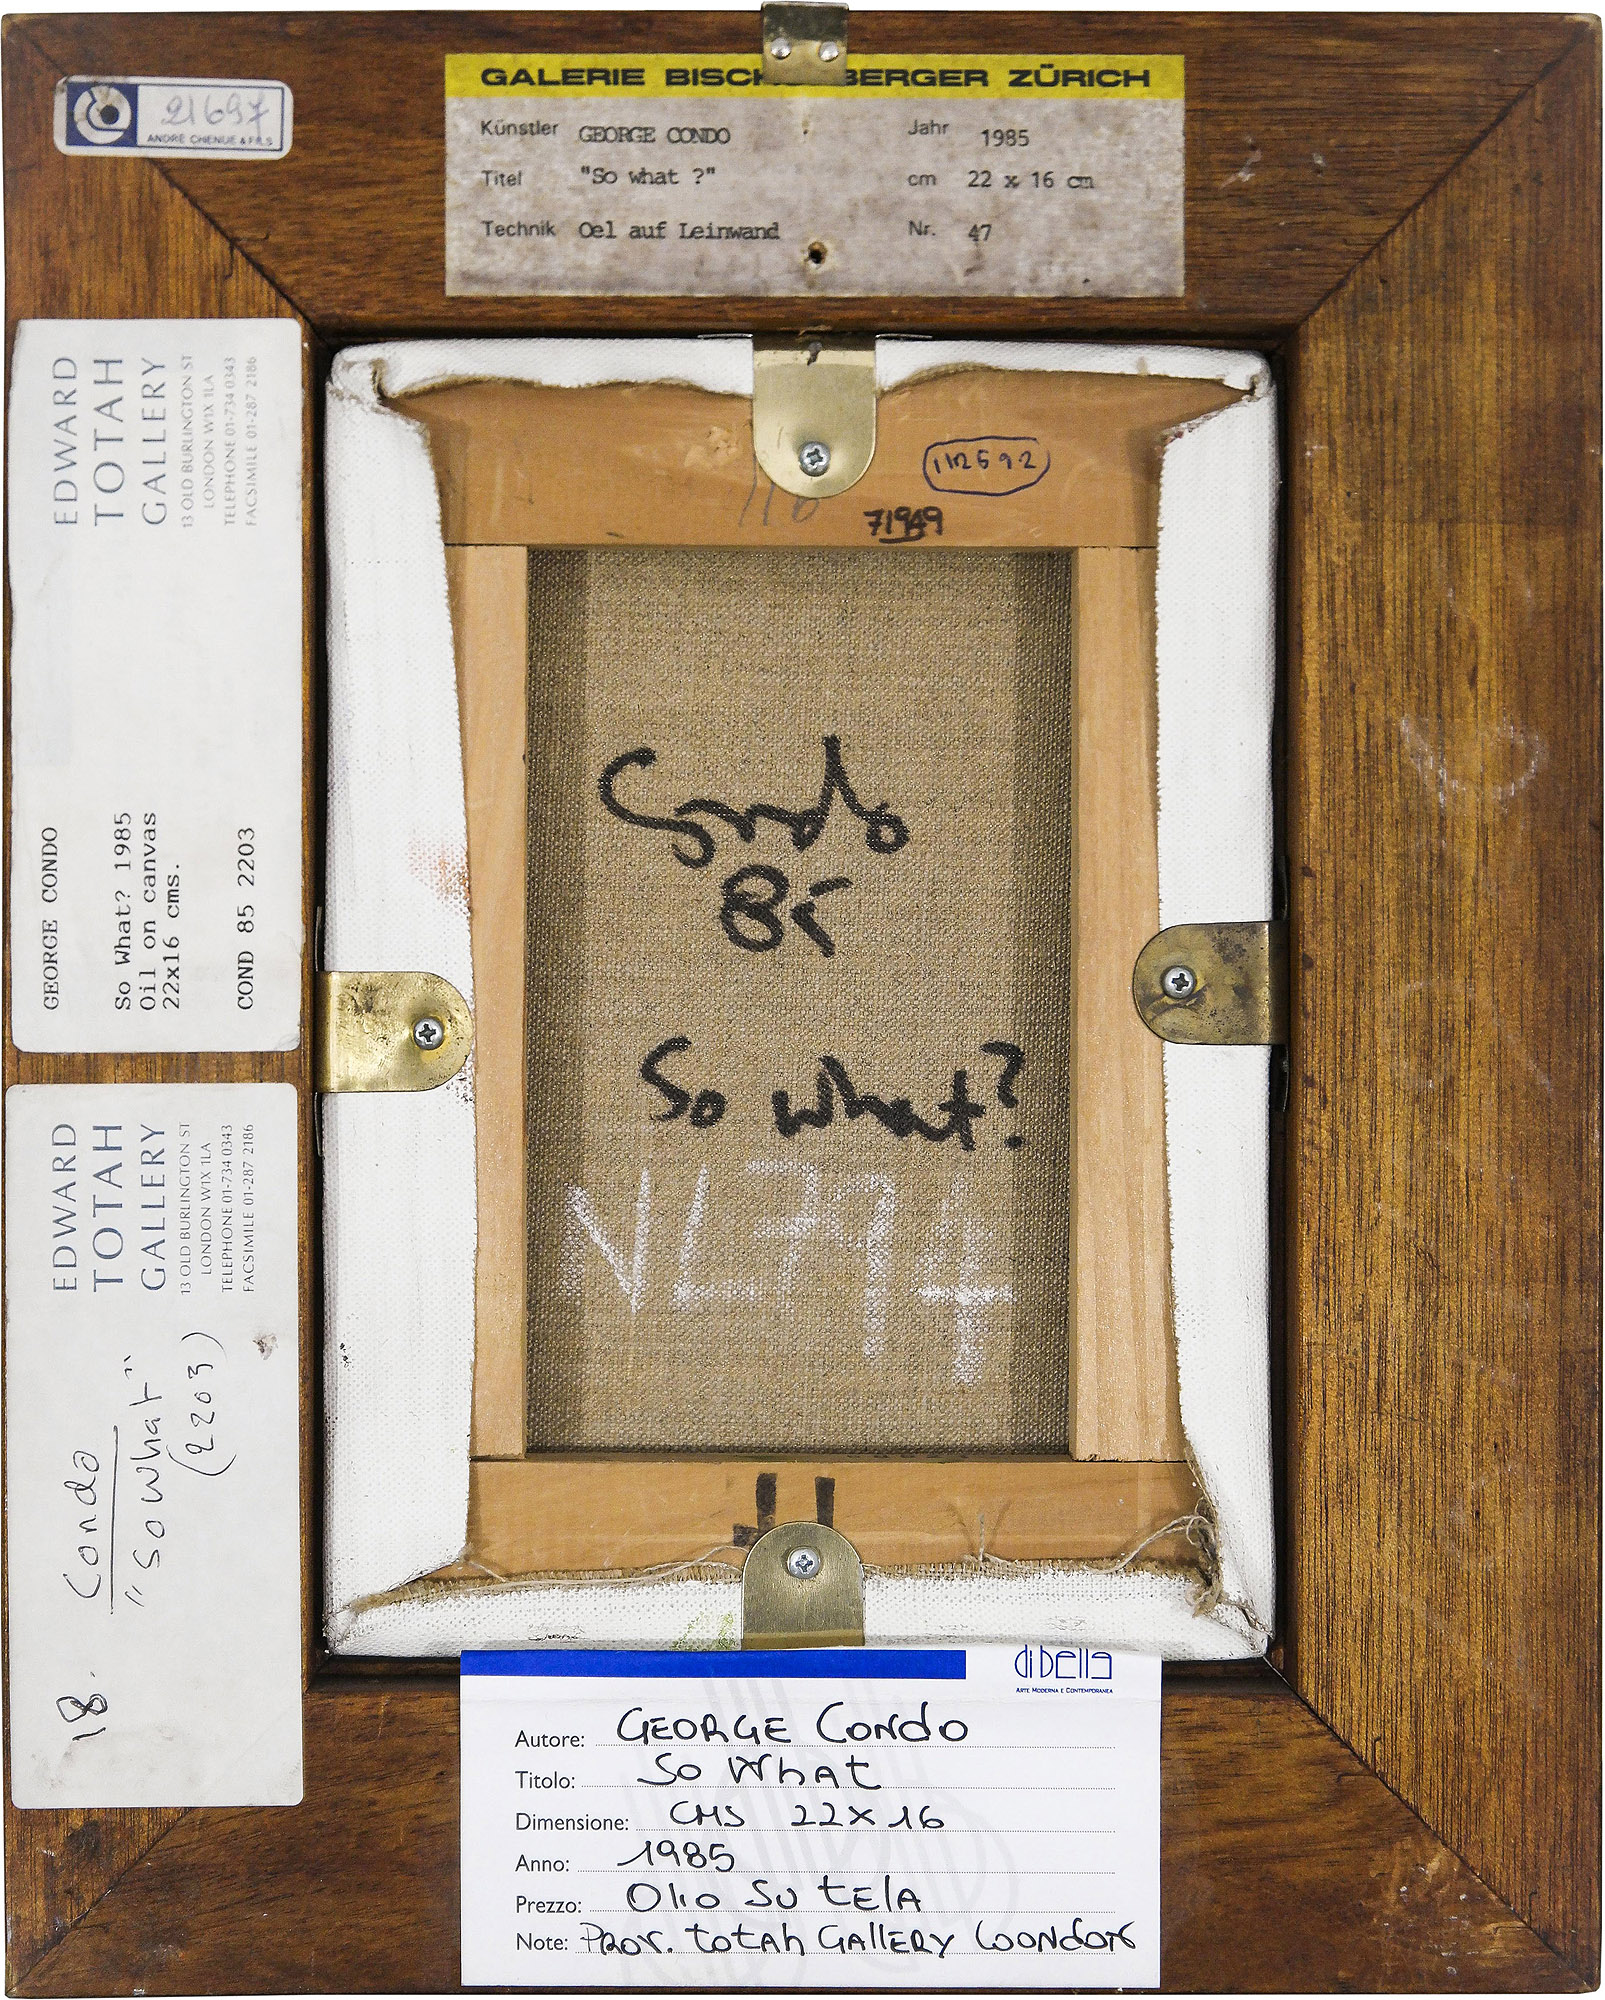 21697
ANDRÉ CHENUE & FILS
GALERIE BISCH BERGER ZÜRICH
Künstler GEORGE CONDO Jahr 1985
Titel "So what ?" cm 22 x 16 cm
Technik Oel auf Leinwand Nr. 47
EDWARD
TOTAH
GALLERY
13 OLD BURLINGTON ST
LONDON W1X 1LA
TELEPHONE 01-734 0343
FACSIMILE 01-287 2186
GEORGE CONDO
So What? 1985
Oil on canvas
22x16 cms.
COND 85 2203
EDWARD
TOTAH
GALLERY
13 OLD BURLINGTON ST
LONDON W1X 1LA
TELEPHONE 01-734 0343
FACSIMILE 01-287 2186
Condo
"So what"
(2203)
18.
71949
Condo
85
So what?
NL774
dibella
ARTE MODERNA E CONTEMPORANEA
Autore: GEORGE Condo
Titolo: So WhAt
Dimensione: CMS 22x16
Anno: 1985
Prezzo: Olio Su tElA
Note: PROV. totAh GAllERy LOONdON